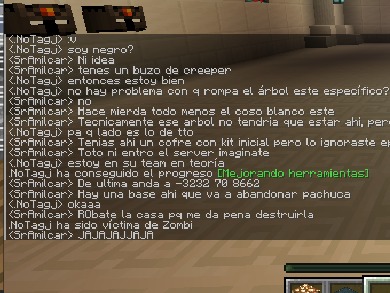 <.NoTagj> :V
<.NoTagj> soy negro?
<SrAmilcar> Ni idea
<SrAmilcar> tenes un buzo de creeper
<.NoTagj> entonces estoy bien
<.NoTagj> no hay problema con q rompa el árbol este específico?
<SrAmilcar> no
<SrAmilcar> Hace mierda todo menos el coso blanco este
<SrAmilcar> Tecnicamente ese arbol no tendria que estar ahi, per
<.NoTagj> pa q lado es lo de tto
<SrAmilcar> Tenias ahi un cofre con kit inicial pero lo ignoraste ep
<SrAmilcar> Toto ni entro el server imaginate
<.NoTagj> estoy en su team en teoria
.NoTagj ha conseguido el progreso [Mejorando herramientas]
<SrAmilcar> De ultima anda a -3232 70 8662
<SrAmilcar> Hay una base ahi que va a abandonar pachuca
<.NoTagj> okaaa
<SrAmilcar> RObate la casa pq me da pena destruirla
.NoTagj ha sido víctima de Zombi
<SrAmilcar> JAJAJAJJAJA